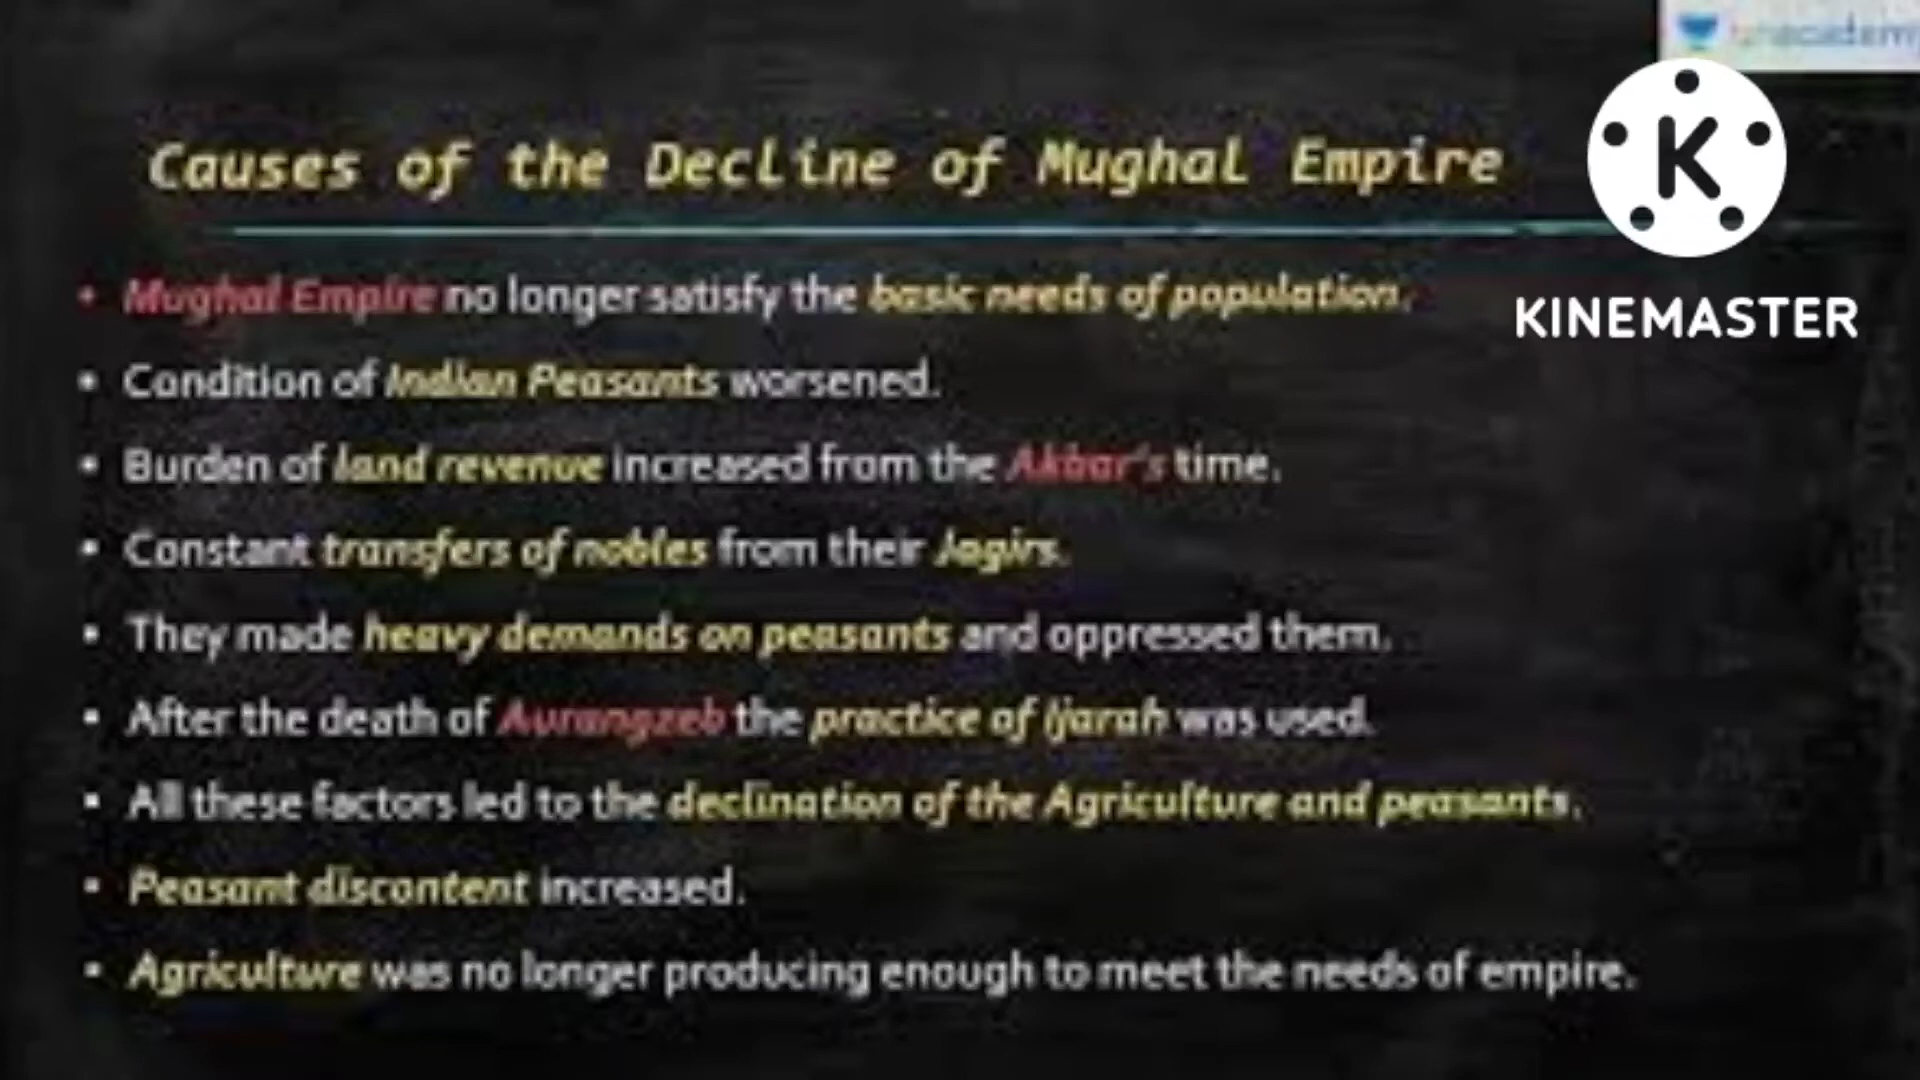 unacademy
Causes of the Decline of Mughal Empire
K
KINEMASTER
• Mughal Empire no longer satisfy the basic needs of population.
• Condition of Indian Peasants worsened.
• Burden of land revenue increased from the Akbar's time.
• Constant transfers of nobles from their Jagirs.
• They made heavy demands on peasants and oppressed them.
• After the death of Aurangzeb the practice of Ijarah was used.
• All these factors led to the declination of the Agriculture and peasants.
• Peasant discontent increased.
• Agriculture was no longer producing enough to meet the needs of empire.